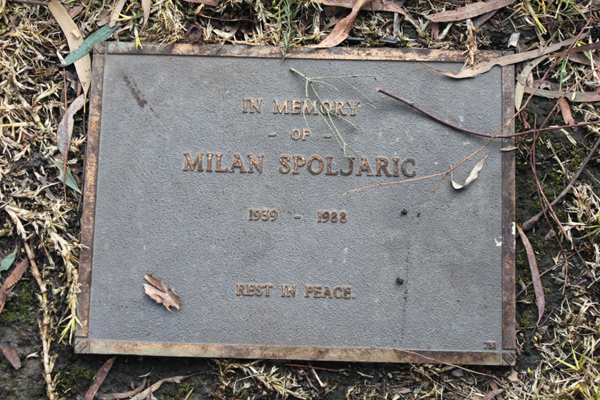 IN MEMORY
- OF -
MILAN SPOLJARIC
1939 - 1988
REST IN PEACE.